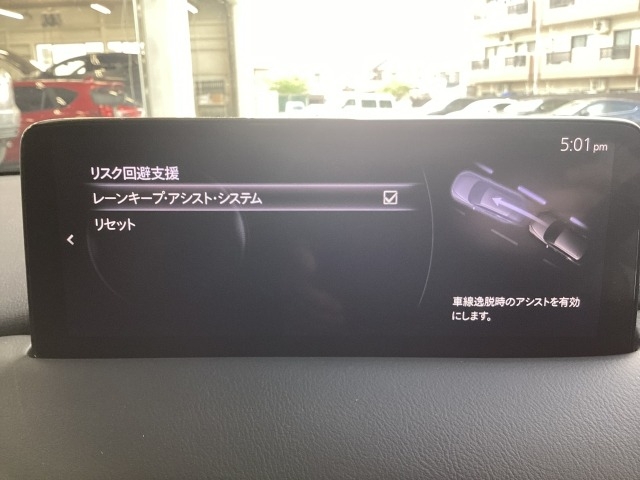 5:01 pm
リスク回避支援
レーンキープ・アシスト・システム
リセット
車線逸脱時のアシストを有効
にします。